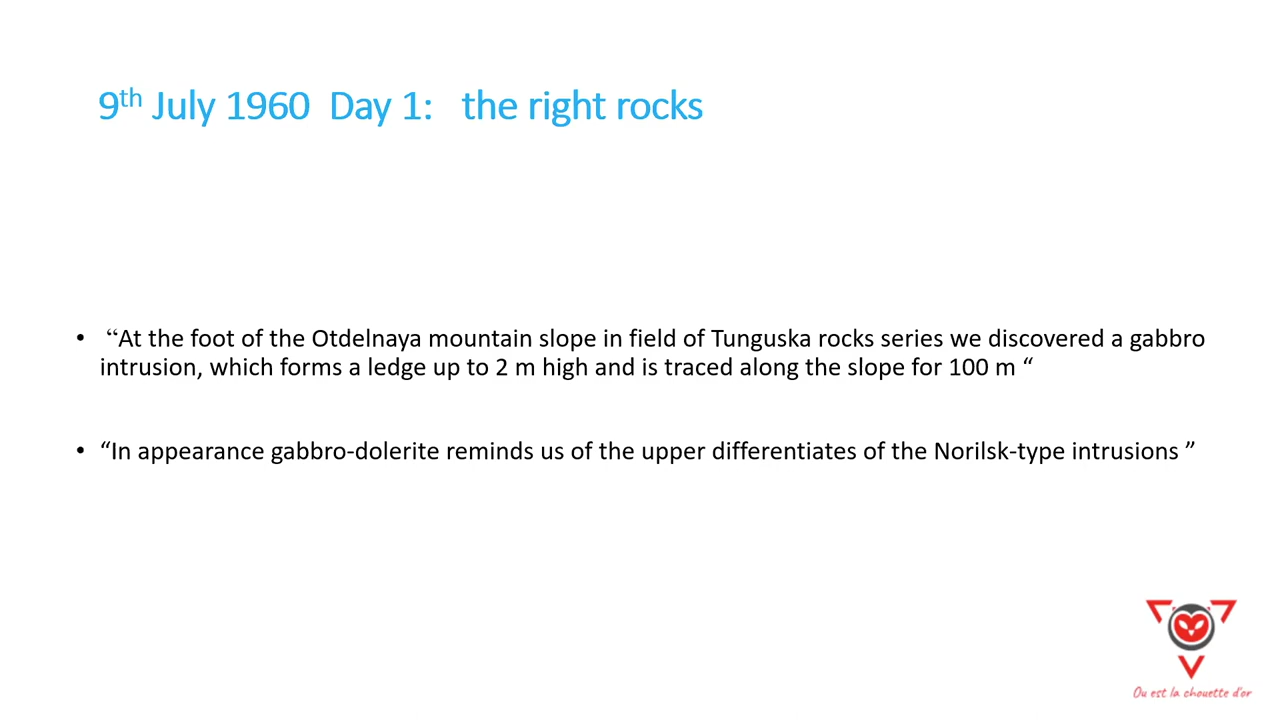 9th July 1960 Day 1: the right rocks
• “At the foot of the Otdelnaya mountain slope in field of Tunguska rocks series we discovered a gabbro
intrusion, which forms a ledge up to 2 m high and is traced along the slope for 100 m “
• “In appearance gabbro-dolerite reminds us of the upper differentiates of the Norilsk-type intrusions ”
Ou est la chouette d'or